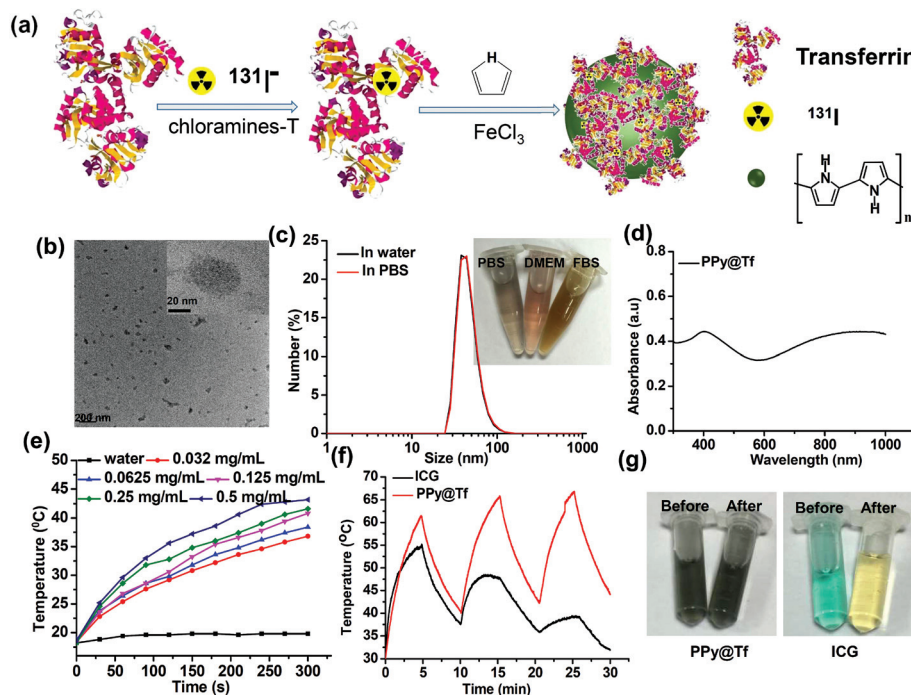 (a)
131I-
chloramines-T
H
FeCl3
Transferrin
131I
H
N
N
H
n
(b)
20 nm
200 nm
(c)
In water
In PBS
PBS DMEM FBS
Number (%)
25
20
15
10
5
0
1 10 100 1000
Size (nm)
(d)
PPy@Tf
Absorbance (a.u)
0.8
0.6
0.4
0.2
0.0
400 600 800 1000
Wavelength (nm)
(e)
water 0.032 mg/mL
0.0625 mg/mL 0.125 mg/mL
0.25 mg/mL 0.5 mg/mL
Temperature (⁰C)
50
45
40
35
30
25
20
0 50 100 150 200 250 300 350
Time (s)
(f)
ICG
PPy@Tf
Temperature (⁰C)
75
70
65
60
55
50
45
40
35
30
0 5 10 15 20 25 30
Time (min)
(g)
Before After
PPy@Tf
Before After
ICG